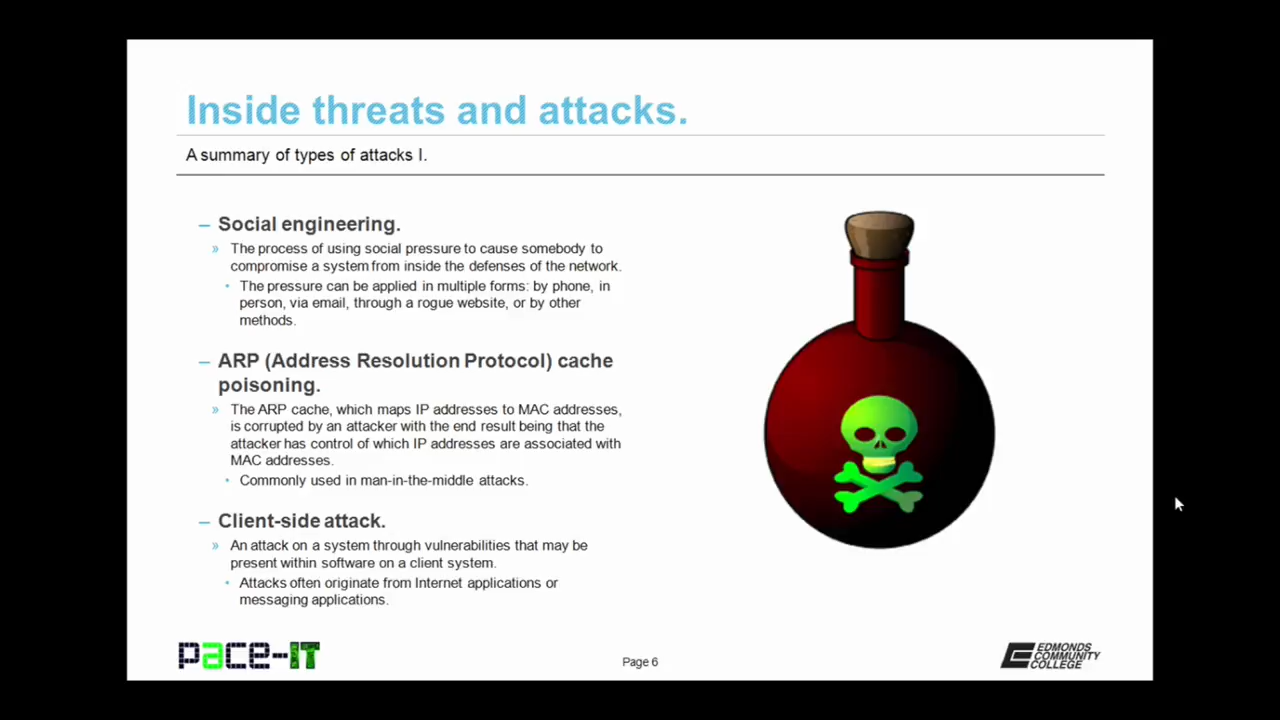 Inside threats and attacks.
A summary of types of attacks I.
– Social engineering.
» The process of using social pressure to cause somebody to
compromise a system from inside the defenses of the network.
• The pressure can be applied in multiple forms: by phone, in
person, via email, through a rogue website, or by other
methods.
– ARP (Address Resolution Protocol) cache
poisoning.
» The ARP cache, which maps IP addresses to MAC addresses,
is corrupted by an attacker with the end result being that the
attacker has control of which IP addresses are associated with
MAC addresses.
• Commonly used in man-in-the-middle attacks.
– Client-side attack.
» An attack on a system through vulnerabilities that may be
present within software on a client system.
• Attacks often originate from Internet applications or
messaging applications.
pace-IT
Page 6
EDMONDS
COMMUNITY
COLLEGE